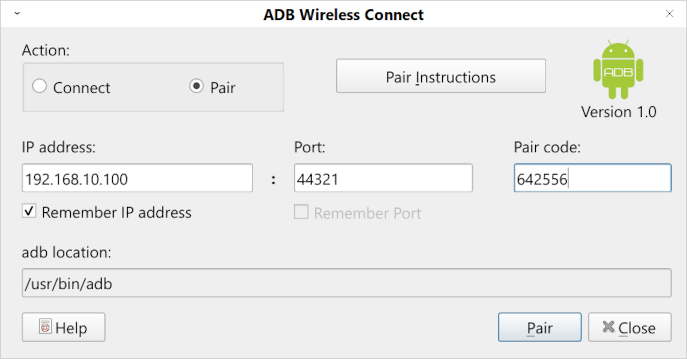 ADB Wireless Connect
Action:
Connect
Pair
Pair Instructions
ADB
Version 1.0
IP address:
Port:
Pair code:
192.168.10.100 : 44321 642556
Remember IP address
Remember Port
adb location:
/usr/bin/adb
Help
Pair
Close